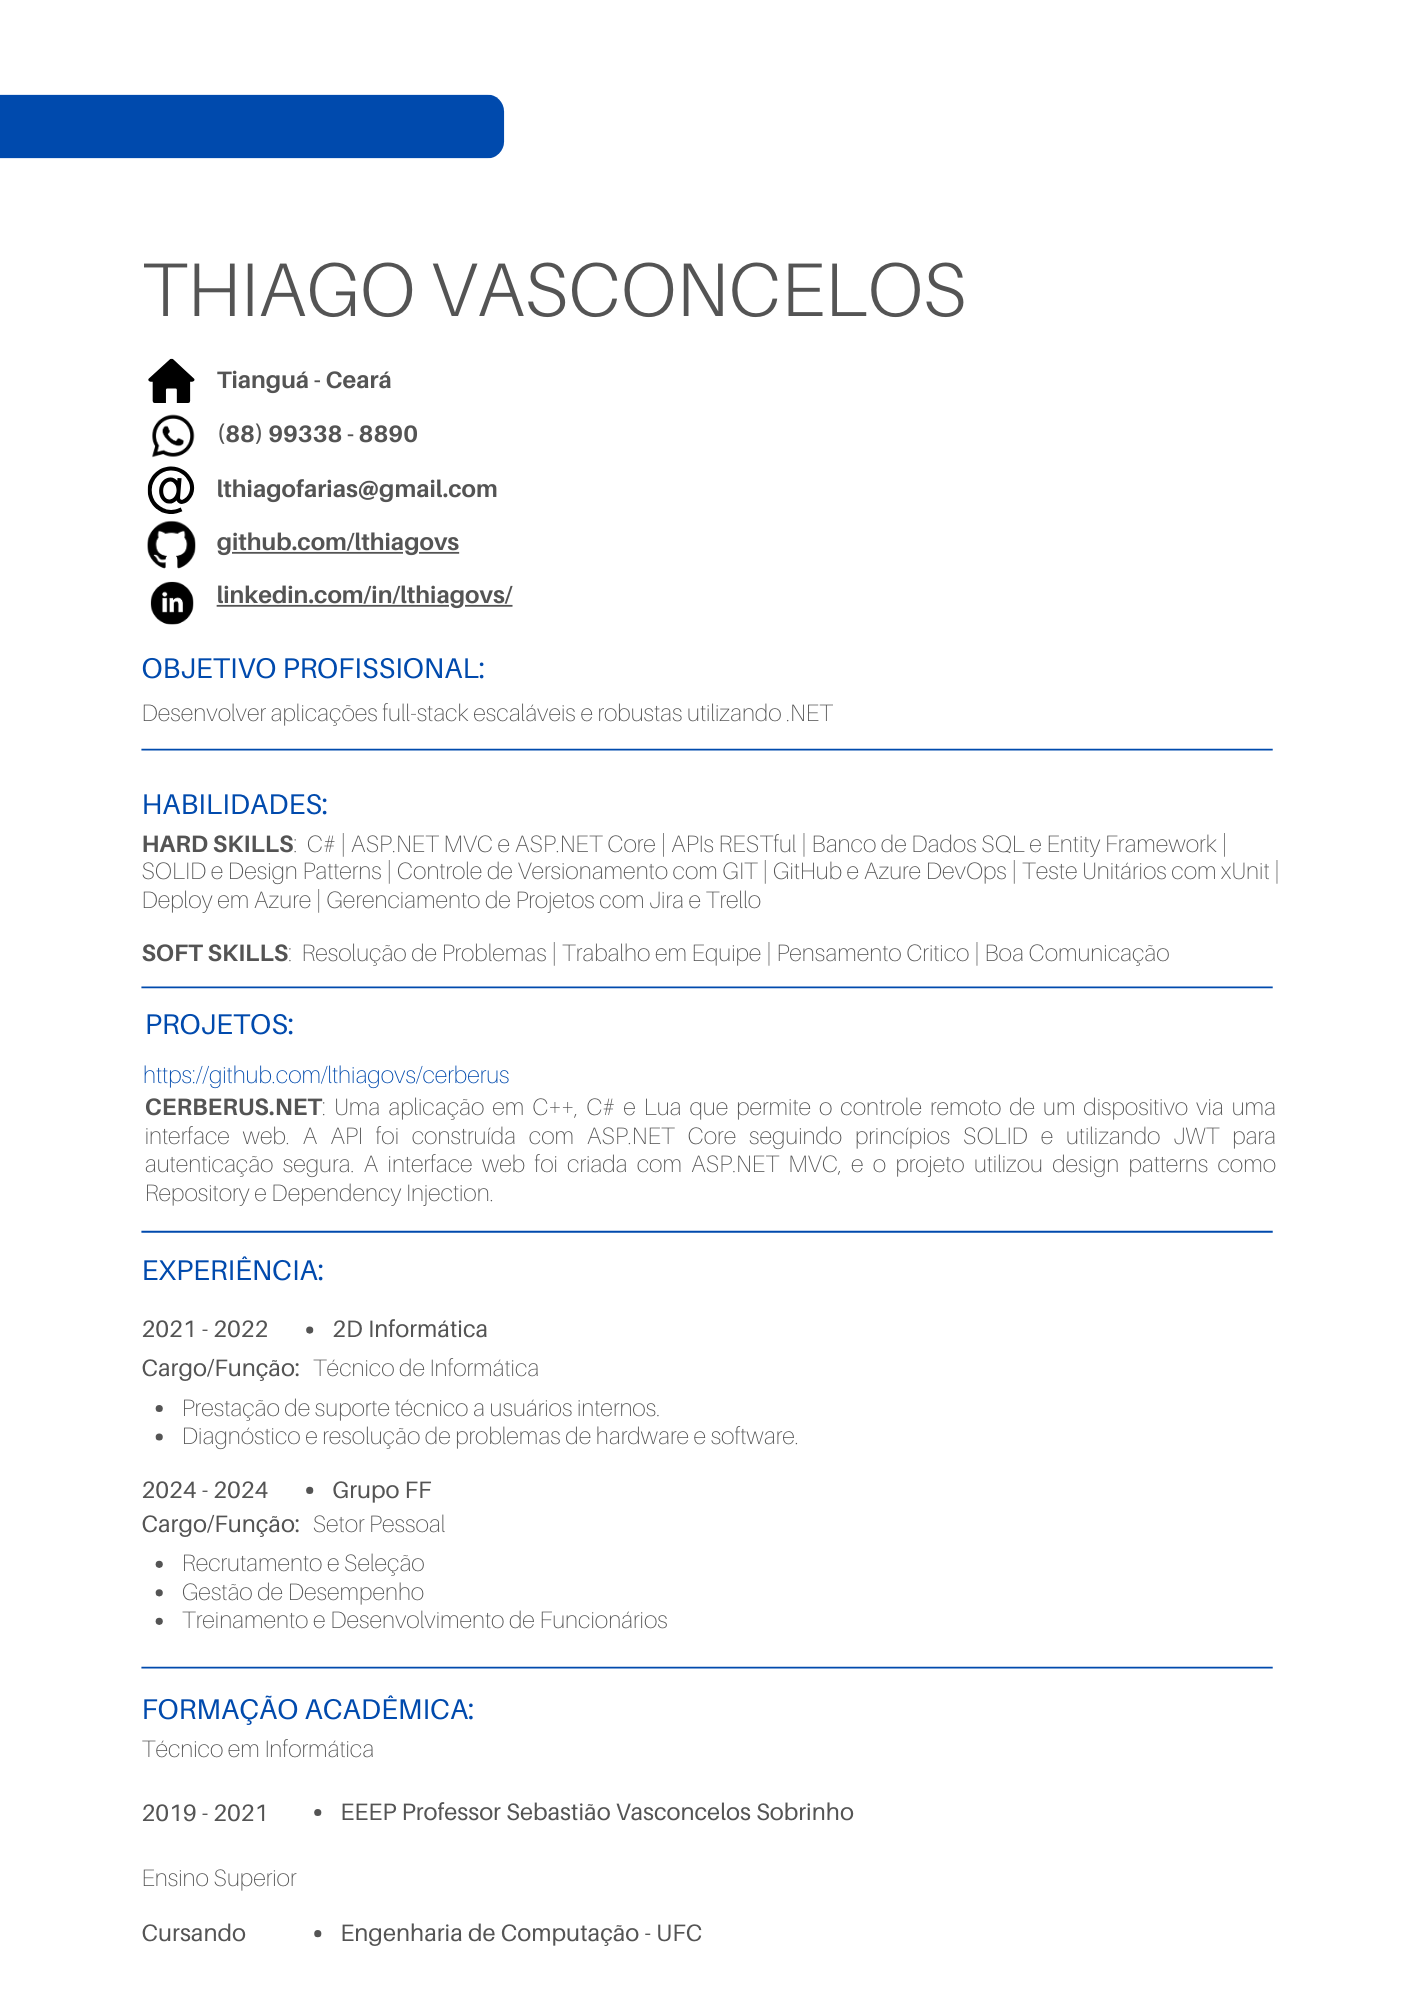 THIAGO VASCONCELOS
Tianguá - Ceará
(88) 99338 - 8890
lthiagofarias@gmail.com
github.com/lthiagovs
linkedin.com/in/lthiagovs/
OBJETIVO PROFISSIONAL:
Desenvolver aplicações full-stack escaláveis e robustas utilizando .NET
HABILIDADES:
HARD SKILLS: C# | ASP.NET MVC e ASP.NET Core | APIs RESTful | Banco de Dados SQL e Entity Framework |
SOLID e Design Patterns | Controle de Versionamento com GIT | GitHub e Azure DevOps | Teste Unitários com xUnit |
Deploy em Azure | Gerenciamento de Projetos com Jira e Trello
SOFT SKILLS: Resolução de Problemas | Trabalho em Equipe | Pensamento Critico | Boa Comunicação
PROJETOS:
https://github.com/lthiagovs/cerberus
CERBERUS.NET: Uma aplicação em C++, C# e Lua que permite o controle remoto de um dispositivo via uma
interface web. A API foi construída com ASP.NET Core seguindo princípios SOLID e utilizando JWT para
autenticação segura. A interface web foi criada com ASP.NET MVC, e o projeto utilizou design patterns como
Repository e Dependency Injection.
EXPERIÊNCIA:
2021 - 2022 • 2D Informática
Cargo/Função: Técnico de Informática
• Prestação de suporte técnico a usuários internos.
• Diagnóstico e resolução de problemas de hardware e software.
2024 - 2024 • Grupo FF
Cargo/Função: Setor Pessoal
• Recrutamento e Seleção
• Gestão de Desempenho
• Treinamento e Desenvolvimento de Funcionários
FORMAÇÃO ACADÊMICA:
Técnico em Informática
2019 - 2021 • EEEP Professor Sebastião Vasconcelos Sobrinho
Ensino Superior
Cursando • Engenharia de Computação - UFC